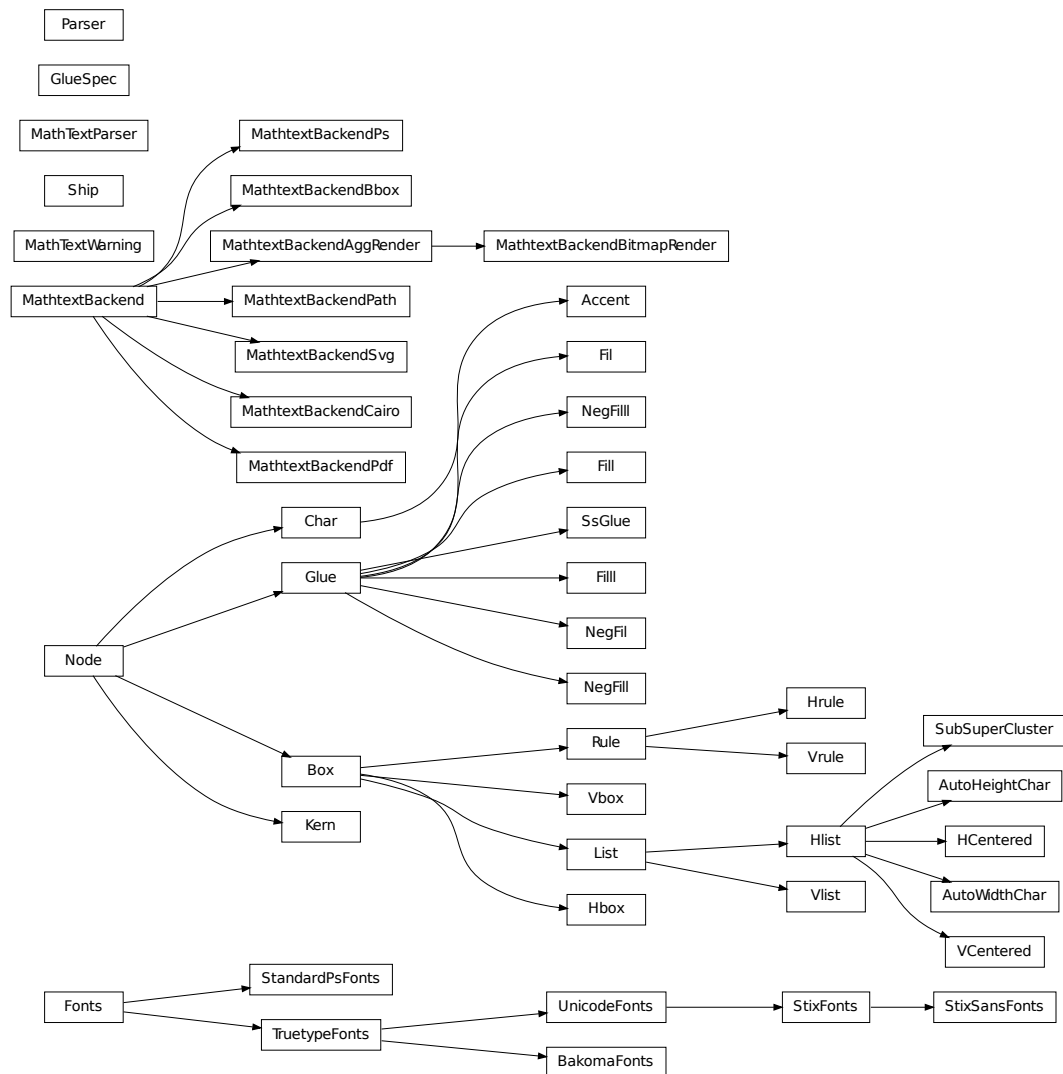 Parser
GlueSpec
MathTextParser
MathtextBackendPs
Ship
MathtextBackendBbox
MathTextWarning
MathtextBackendAggRender
MathtextBackendBitmapRender
MathtextBackend
MathtextBackendPath
Accent
MathtextBackendSvg
Fil
MathtextBackendCairo
NegFilll
MathtextBackendPdf
Fill
Char
SsGlue
Glue
Filll
NegFil
Node
NegFill
Hrule
SubSuperCluster
Rule
Vrule
Box
AutoHeightChar
Vbox
Kern
Hlist
HCentered
List
Vlist
AutoWidthChar
Hbox
VCentered
StandardPsFonts
Fonts
UnicodeFonts
StixFonts
StixSansFonts
TruetypeFonts
BakomaFonts